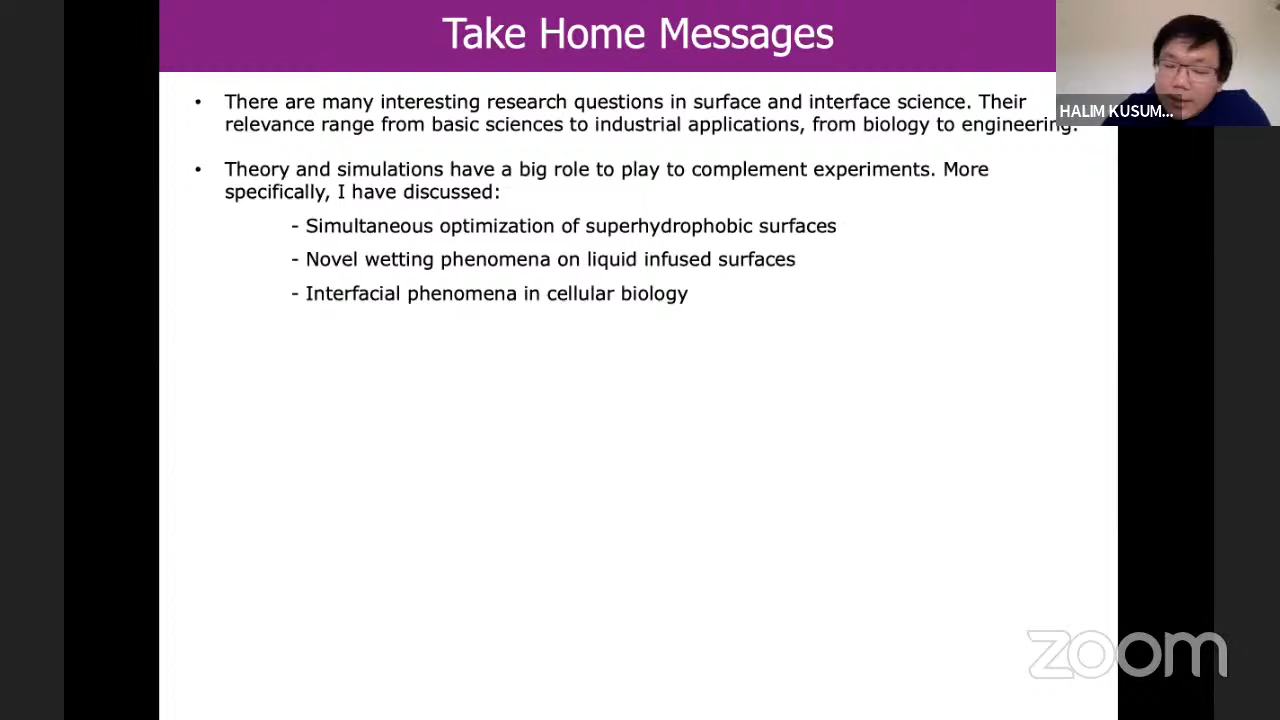 Take Home Messages
• There are many interesting research questions in surface and interface science. Their
relevance range from basic sciences to industrial applications, from biology to engineering.
• Theory and simulations have a big role to play to complement experiments. More
specifically, I have discussed:
- Simultaneous optimization of superhydrophobic surfaces
- Novel wetting phenomena on liquid infused surfaces
- Interfacial phenomena in cellular biology
HALIM KUSUM...
zoom